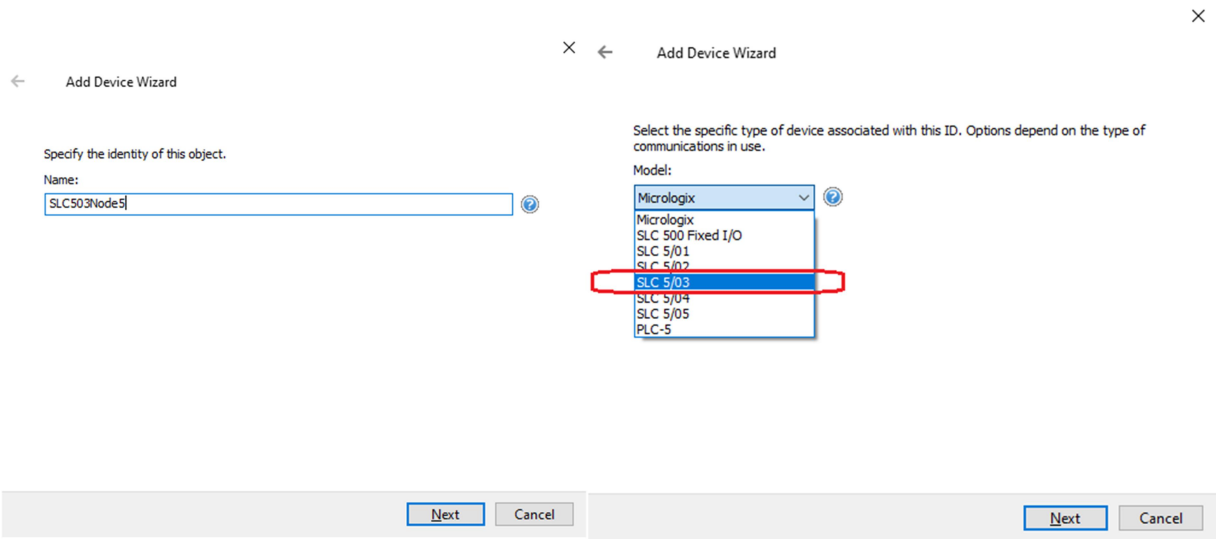 Add Device Wizard
Specify the identity of this object.
Name:
SLC503Node5
Next
Cancel
Add Device Wizard
Select the specific type of device associated with this ID. Options depend on the type of
communications in use.
Model:
Micrologix
Micrologix
SLC 500 Fixed I/O
SLC 5/01
SLC 5/02
SLC 5/03
SLC 5/04
SLC 5/05
PLC-5
Next
Cancel